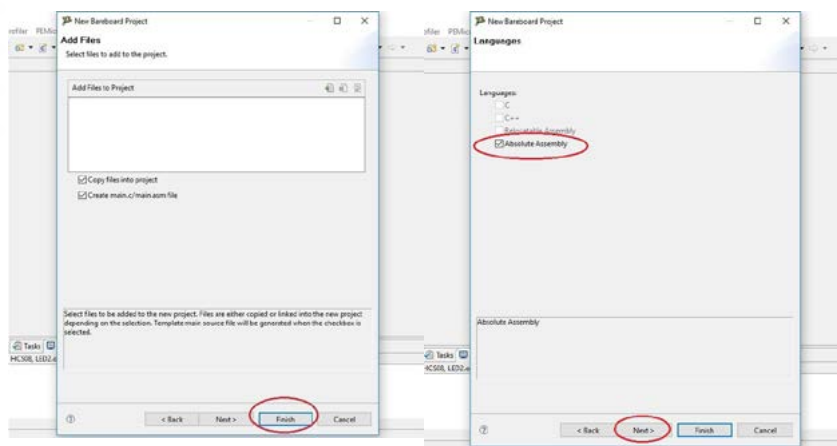 New Bareboard Project
Add Files
Select files to add to the project.
Add Files to Project
Copy files into project
Create main.c/main.asm file
Select files to be added to the new project. Files are either copied or linked into the new project
depending on the selection. Template main source file will be generated when the checkbox is
selected.
Tasks
HCS08, LED2.e
< Back Next > Finish Cancel
New Bareboard Project
Languages
Languages:
C
C++
Relocatable Assembly
Absolute Assembly
Absolute Assembly
Tasks
HCS08, LED2.e
< Back Next > Finish Cancel